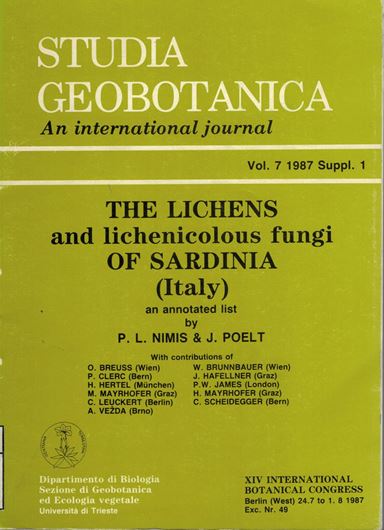 STUDIA
GEOBOTANICA
An international journal
Vol. 7 1987 Suppl. 1
THE LICHENS
and lichenicolous fungi
OF SARDINIA
(Italy)
an annotated list
by
P. L. NIMIS & J. POELT
With contributions of
O. BREUSS (Wien)
P. CLERC (Bern)
H. HERTEL (München)
M. MAYRHOFER (Graz)
C. LEUCKERT (Berlin)
A. VEŽDA (Brno)
W. BRUNNBAUER (Wien)
J. HAFELLNER (Graz)
P.W. JAMES (London)
H. MAYRHOFER (Graz)
C. SCHEIDEGGER (Bern)
Dipartimento di Biologia
Sezione di Geobotanica
ed Ecologia vegetale
Università di Trieste
XIV INTERNATIONAL
BOTANICAL CONGRESS
Berlin (West) 24.7 to 1. 8 1987
Exc. Nr. 49